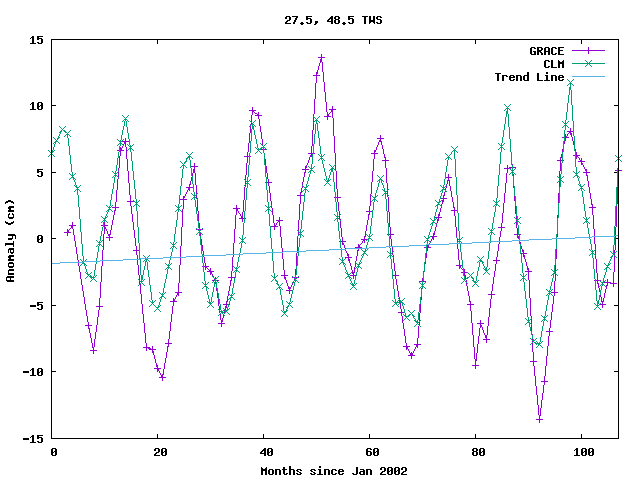 27.5, 48.5 TWS
GRACE
CLM
Trend Line
15
10
5
0
-5
-10
-15
Anomaly (cm)
0 20 40 60 80 100
Months since Jan 2002